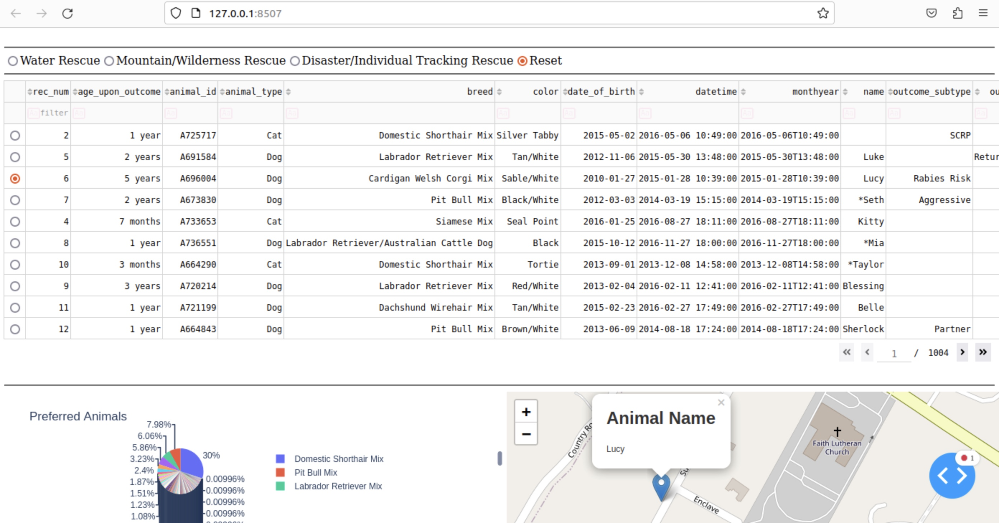 127.0.0.1:8507
Water Rescue Mountain/Wilderness Rescue Disaster/Individual Tracking Rescue Reset
rec_num age_upon_outcome animal_id animal_type breed color date_of_birth datetime monthyear name outcome_subtype ou
Aa filter Aa Aa Aa Aa Aa Aa Aa Aa Aa Aa Aa
2 1 year A725717 Cat Domestic Shorthair Mix Silver Tabby 2015-05-02 2016-05-06 10:49:00 2016-05-06T10:49:00 SCRP
5 2 years A691584 Dog Labrador Retriever Mix Tan/White 2012-11-06 2015-05-30 13:48:00 2015-05-30T13:48:00 Luke Retur
6 5 years A696004 Dog Cardigan Welsh Corgi Mix Sable/White 2010-01-27 2015-01-28 10:39:00 2015-01-28T10:39:00 Lucy Rabies Risk
7 2 years A673830 Dog Pit Bull Mix Black/White 2012-03-03 2014-03-19 15:15:00 2014-03-19T15:15:00 *Seth Aggressive
4 7 months A733653 Cat Siamese Mix Seal Point 2016-01-25 2016-08-27 18:11:00 2016-08-27T18:11:00 Kitty
8 1 year A736551 Dog Labrador Retriever/Australian Cattle Dog Black 2015-10-12 2016-11-27 18:00:00 2016-11-27T18:00:00 *Mia
10 3 months A664290 Cat Domestic Shorthair Mix Tortie 2013-09-01 2013-12-08 14:58:00 2013-12-08T14:58:00 *Taylor
9 3 years A720214 Dog Labrador Retriever Mix Red/White 2013-02-04 2016-02-11 12:41:00 2016-02-11T12:41:00 Blessing
11 1 year A721199 Dog Dachshund Wirehair Mix Tan/White 2015-02-23 2016-02-27 17:49:00 2016-02-27T17:49:00 Belle
12 1 year A664843 Dog Pit Bull Mix Brown/White 2013-06-09 2014-08-18 17:24:00 2014-08-18T17:24:00 Sherlock Partner
« ‹ 1 / 1004 › »
Preferred Animals
7.98%
6.06%
5.86%
3.23%
2.4%
1.87%
1.51%
1.23%
1.08%
30%
0.00996%
0.00996%
0.00996%
0.00996%
Domestic Shorthair Mix
Pit Bull Mix
Labrador Retriever Mix
+
−
×
Animal Name
Lucy
Country Ro
Su
Enclave
Faith Lutheran
Church
1